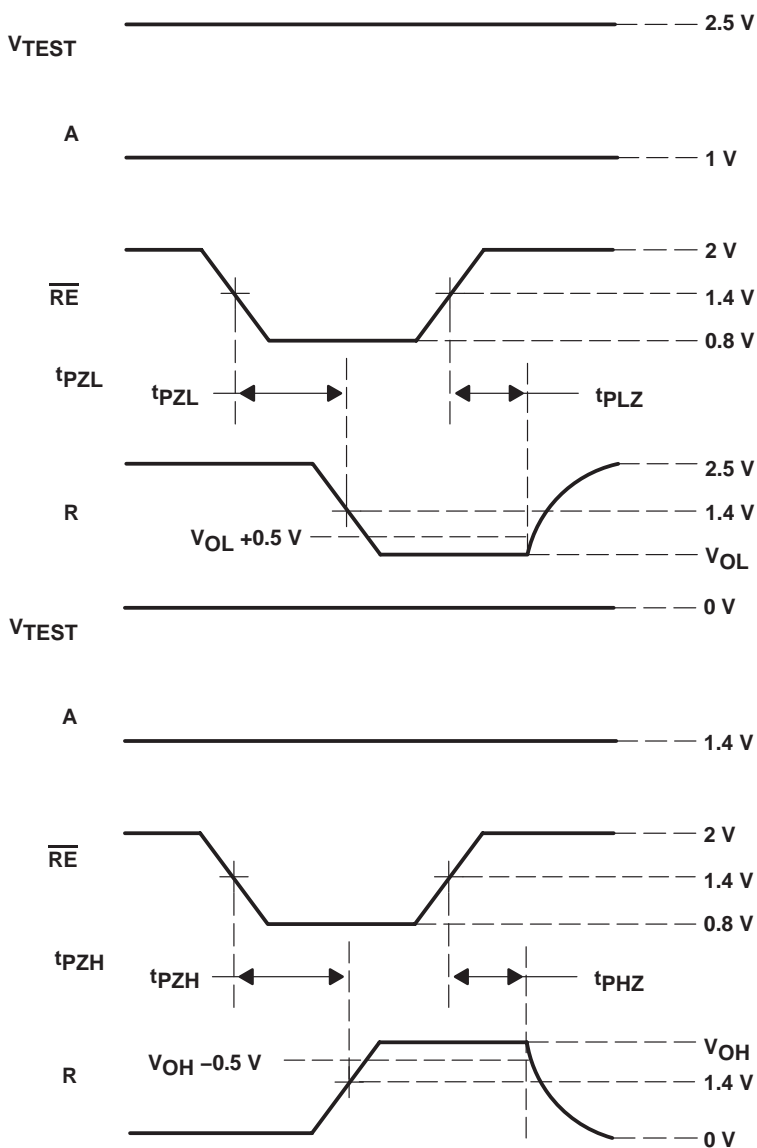 VTEST
2.5 V
A
1 V
RE
2 V
1.4 V
0.8 V
tPZL
tPZL
tPLZ
R
2.5 V
1.4 V
VOL +0.5 V
VOL
VTEST
0 V
A
1.4 V
RE
2 V
1.4 V
0.8 V
tPZH
tPZH
tPHZ
R
VOH –0.5 V
VOH
1.4 V
0 V